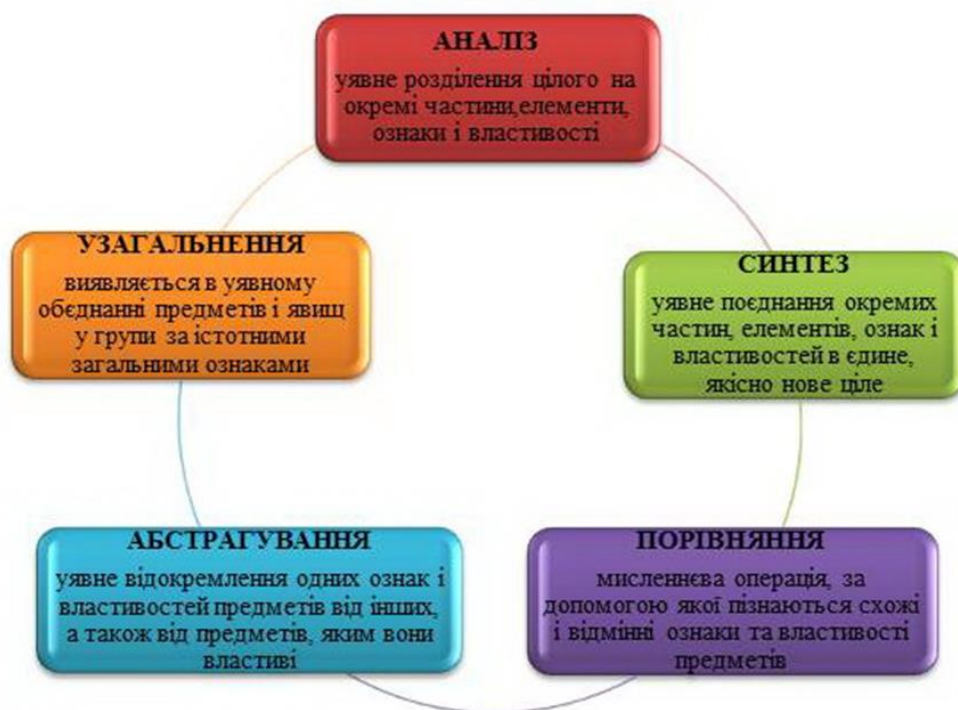 АНАЛІЗ
уявне розділення цілого на
окремі частини,елементи,
ознаки і властивості
СИНТЕЗ
уявне поєднання окремих
частин, елементів, ознак і
властивостей в єдине,
якісно нове ціле
ПОРІВНЯННЯ
мисленнєва операція, за
допомогою якої пізнаються схожі
і відмінні ознаки та властивості
предметів
АБСТРАГУВАННЯ
уявне відокремлення одних ознак і
властивостей предметів від інших,
а також від предметів, яким вони
властиві
УЗАГАЛЬНЕННЯ
виявляється в уявному
обєднанні предметів і явищ
у групи за істотними
загальними ознаками